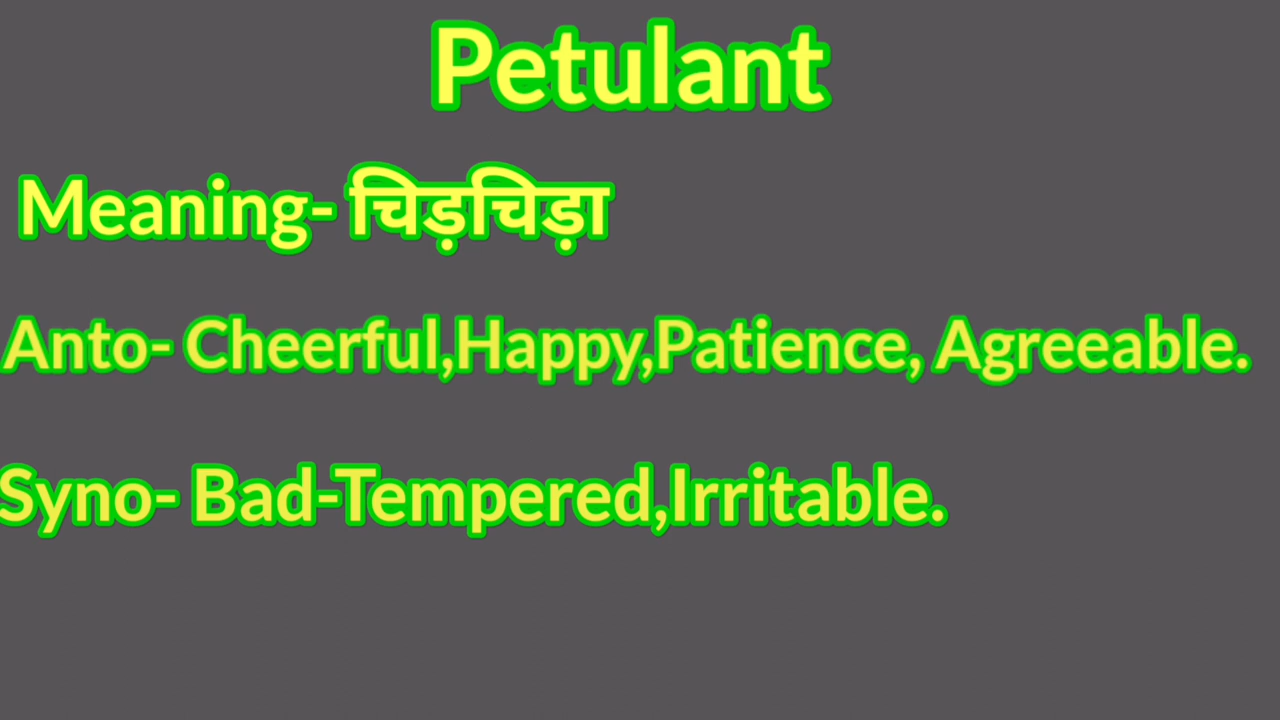 Petulant
Meaning- चिड़चिड़ा
Anto- Cheerful,Happy,Patience, Agreeable.
Syno- Bad-Tempered,Irritable.